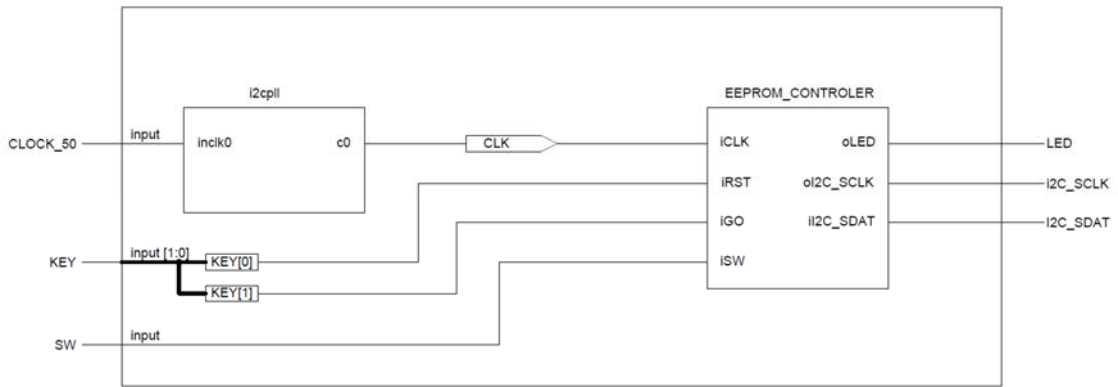 i2cpll
EEPROM_CONTROLER
CLOCK_50
input
inclk0
c0
CLK
iCLK
oLED
LED
iRST
oI2C_SCLK
i2C_SCLK
iGO
iI2C_SDAT
I2C_SDAT
KEY
input [1:0]
KEY[0]
iSW
KEY[1]
SW
input